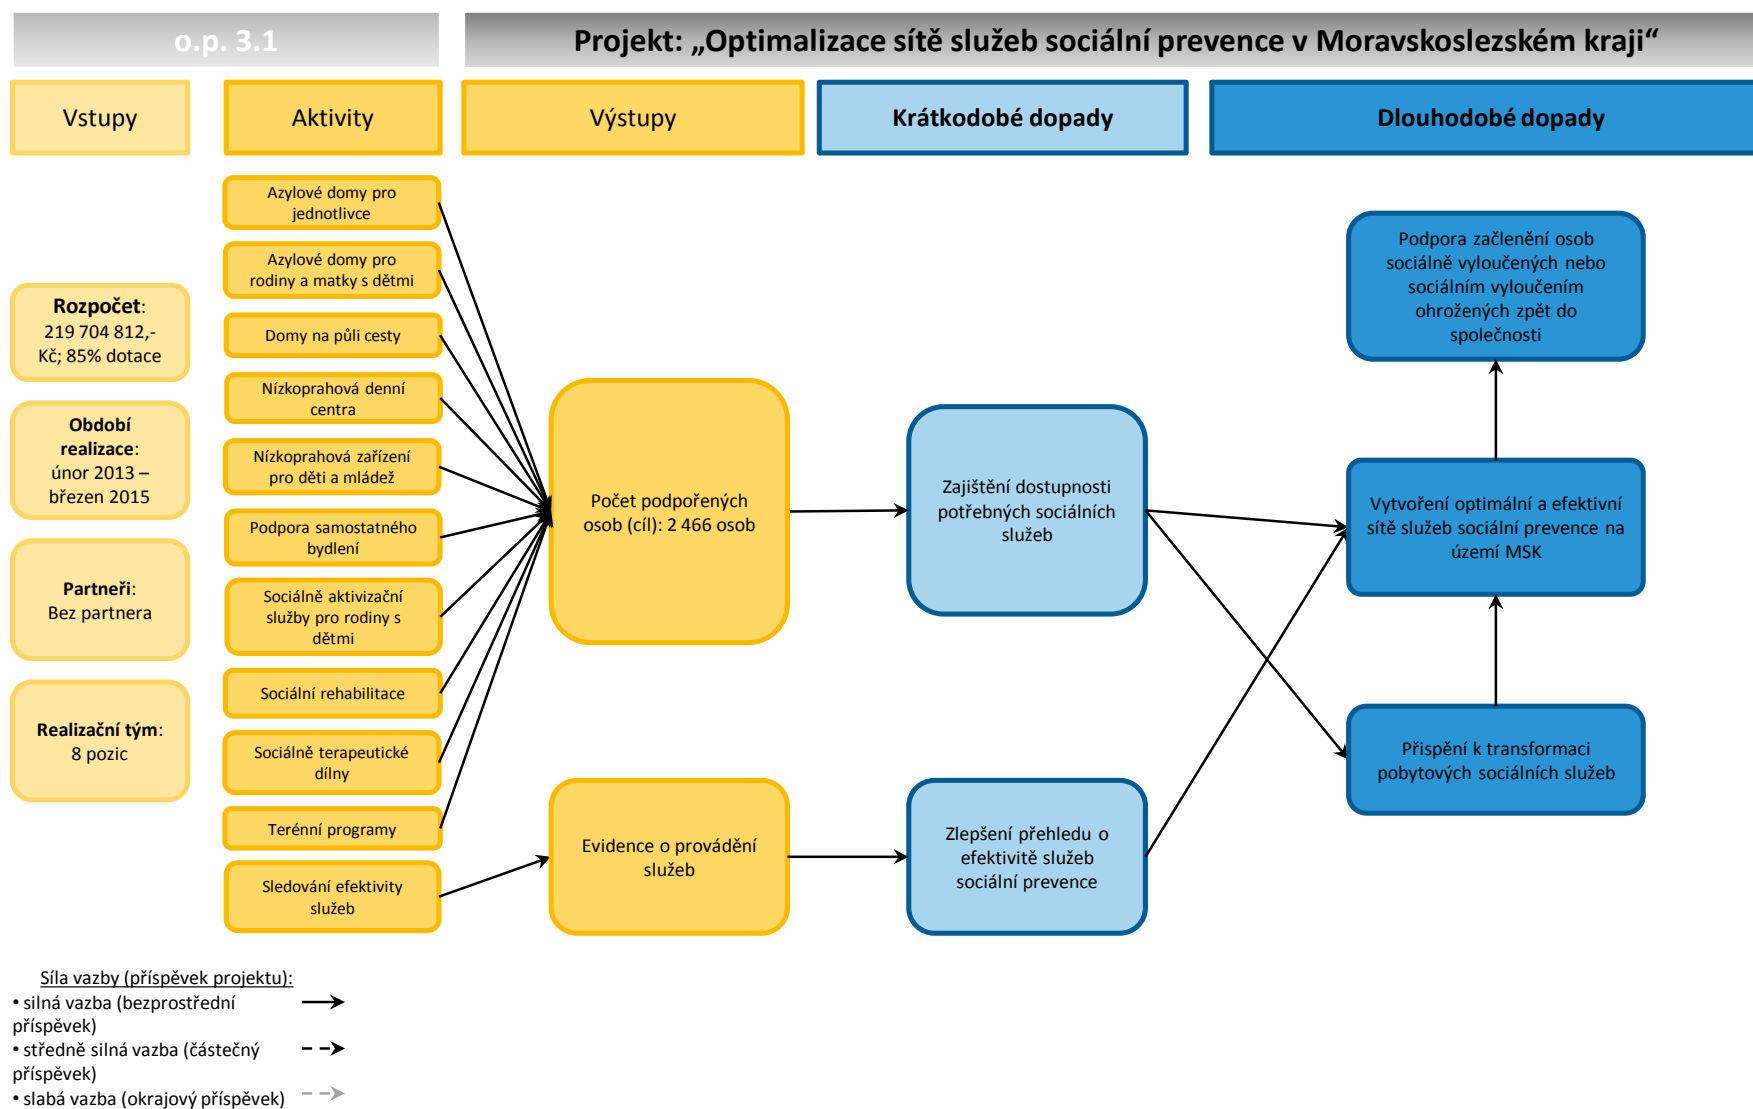 o.p. 3.1
Projekt: „Optimalizace sítě služeb sociální prevence v Moravskoslezském kraji“
Vstupy
Aktivity
Výstupy
Krátkodobé dopady
Dlouhodobé dopady
Rozpočet:
219 704 812,-
Kč; 85% dotace
Období
realizace:
únor 2013 –
březen 2015
Partneři:
Bez partnera
Realizační tým:
8 pozic
Azylové domy pro
jednotlivce
Azylové domy pro
rodiny a matky s dětmi
Domy na půli cesty
Nízkoprahová denní
centra
Nízkoprahová zařízení
pro děti a mládež
Podpora samostatného
bydlení
Sociálně aktivizační
služby pro rodiny s
dětmi
Sociální rehabilitace
Sociálně terapeutické
dílny
Terénní programy
Sledování efektivity
služeb
Počet podpořených
osob (cíl): 2 466 osob
Evidence o provádění
služeb
Zajištění dostupnosti
potřebných sociálních
služeb
Zlepšení přehledu o
efektivitě služeb
sociální prevence
Podpora začlenění osob
sociálně vyloučených nebo
sociálním vyloučením
ohrožených zpět do
společnosti
Vytvoření optimální a efektivní
sítě služeb sociální prevence na
území MSK
Přispění k transformaci
pobytových sociálních služeb
Síla vazby (příspěvek projektu):
• silná vazba (bezprostřední
příspěvek)
• středně silná vazba (částečný
příspěvek)
• slabá vazba (okrajový příspěvek)